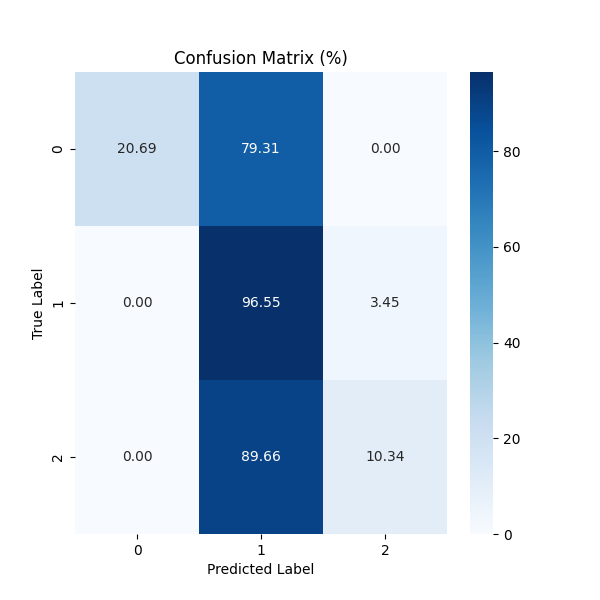 Confusion Matrix (%)
0 20.69 79.31 0.00
1 0.00 96.55 3.45
2 0.00 89.66 10.34
0 1 2
True Label
Predicted Label
80
60
40
20
0